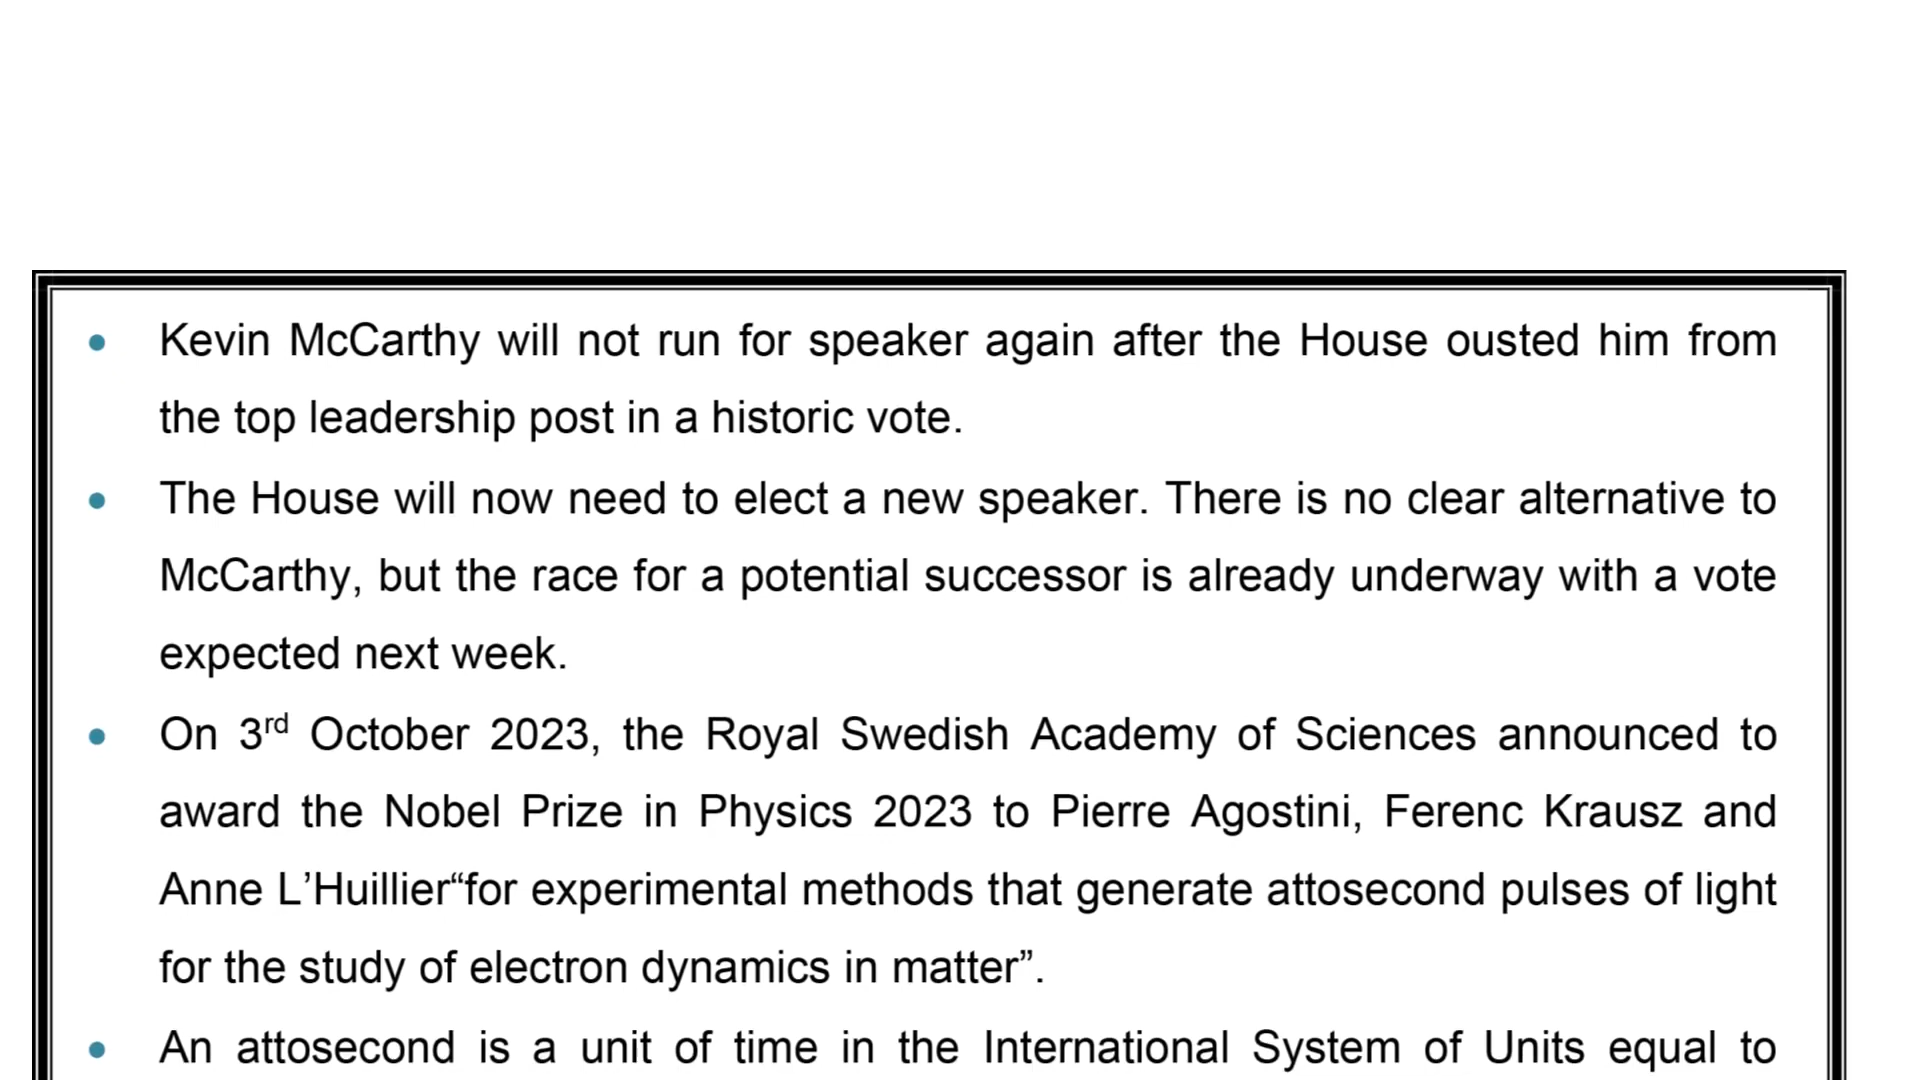 • Kevin McCarthy will not run for speaker again after the House ousted him from
the top leadership post in a historic vote.
• The House will now need to elect a new speaker. There is no clear alternative to
McCarthy, but the race for a potential successor is already underway with a vote
expected next week.
• On 3rd October 2023, the Royal Swedish Academy of Sciences announced to
award the Nobel Prize in Physics 2023 to Pierre Agostini, Ferenc Krausz and
Anne L’Huillier“for experimental methods that generate attosecond pulses of light
for the study of electron dynamics in matter”.
• An attosecond is a unit of time in the International System of Units equal to